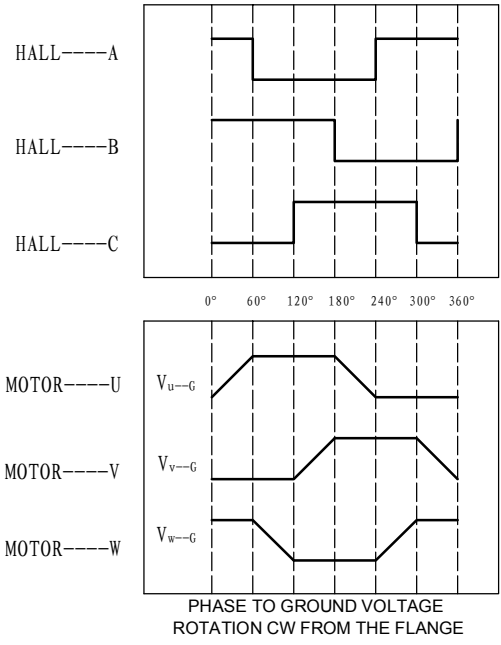 HALL----A
HALL----B
HALL----C
0° 60° 120° 180° 240° 300° 360°
MOTOR----U Vu--G
MOTOR----V Vv--G
MOTOR----W Vw--G
PHASE TO GROUND VOLTAGE
ROTATION CW FROM THE FLANGE